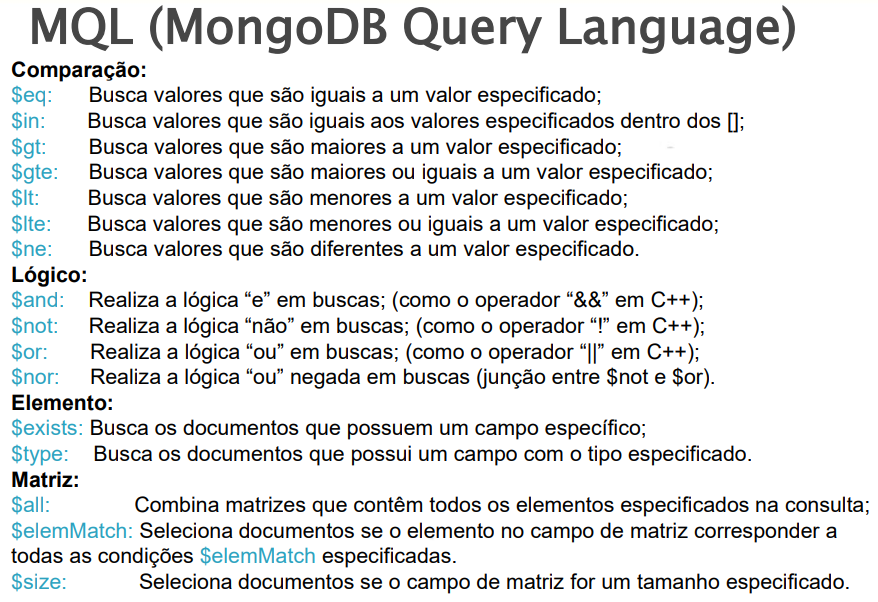 MQL (MongoDB Query Language)
Comparação:
$eq: Busca valores que são iguais a um valor especificado;
$in: Busca valores que são iguais aos valores especificados dentro dos [];
$gt: Busca valores que são maiores a um valor especificado;
$gte: Busca valores que são maiores ou iguais a um valor especificado;
$lt: Busca valores que são menores a um valor especificado;
$lte: Busca valores que são menores ou iguais a um valor especificado;
$ne: Busca valores que são diferentes a um valor especificado.
Lógico:
$and: Realiza a lógica “e” em buscas; (como o operador “&&” em C++);
$not: Realiza a lógica “não” em buscas; (como o operador “!” em C++);
$or: Realiza a lógica “ou” em buscas; (como o operador “||” em C++);
$nor: Realiza a lógica “ou” negada em buscas (junção entre $not e $or).
Elemento:
$exists: Busca os documentos que possuem um campo específico;
$type: Busca os documentos que possui um campo com o tipo especificado.
Matriz:
$all: Combina matrizes que contêm todos os elementos especificados na consulta;
$elemMatch: Seleciona documentos se o elemento no campo de matriz corresponder a
todas as condições $elemMatch especificadas.
$size: Seleciona documentos se o campo de matriz for um tamanho especificado.